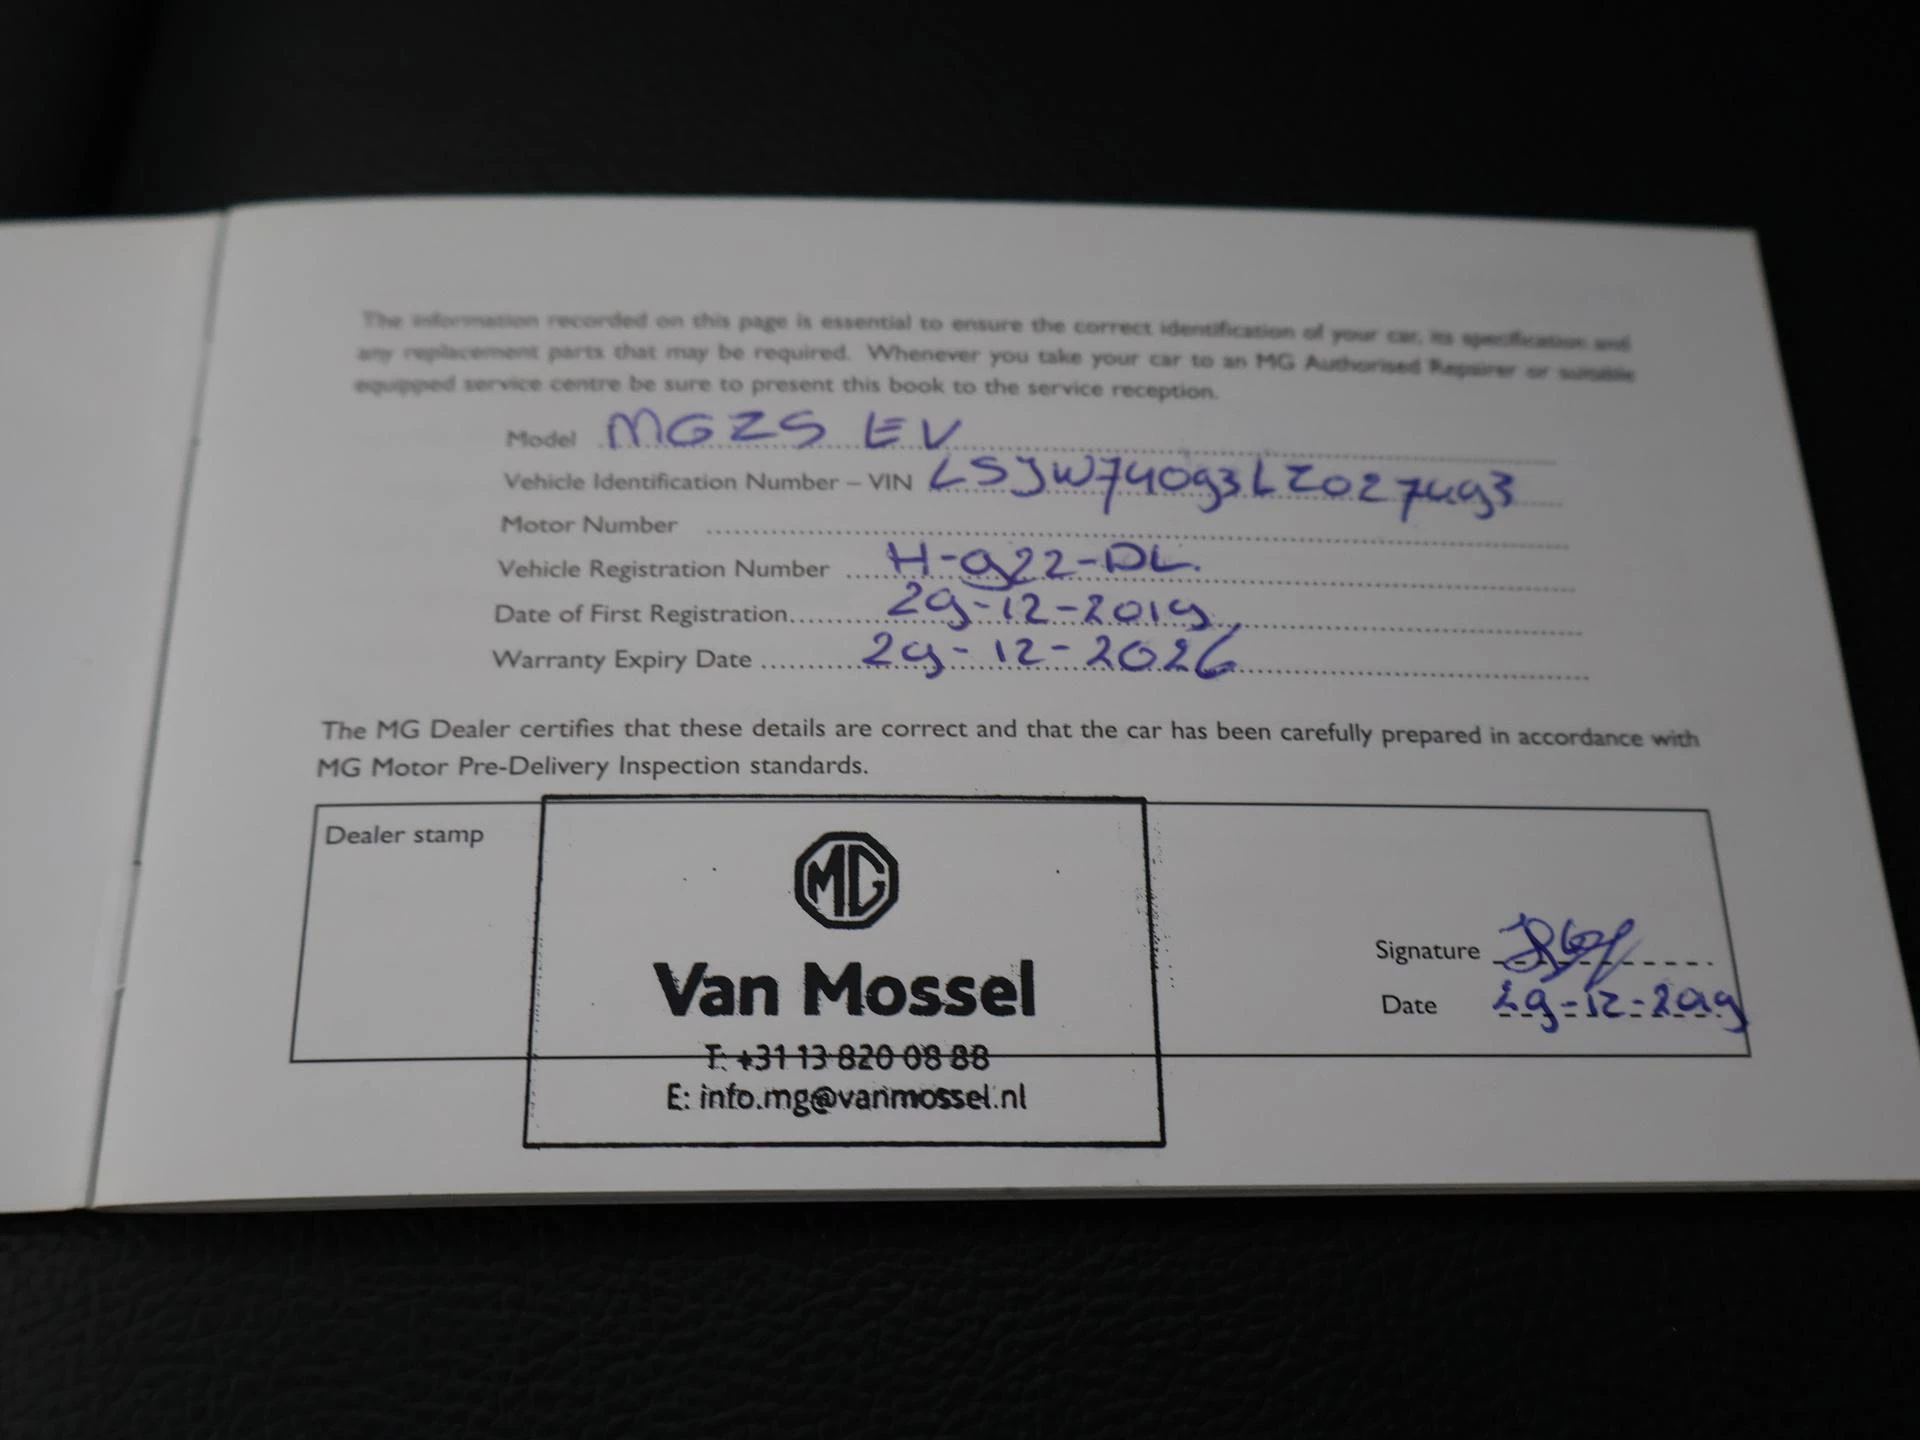 The information recorded on this page is essential to ensure the correct identification of your car, its specification and
any replacement parts that may be required. Whenever you take your car to an MG Authorised Repairer or suitable
equipped service centre be sure to present this book to the service reception.
Model MG ZS EV
Vehicle Identification Number – VIN LSJW74093LZ027493
Motor Number
Vehicle Registration Number H-922-DL.
Date of First Registration 29-12-2019
Warranty Expiry Date 29-12-2026
The MG Dealer certifies that these details are correct and that the car has been carefully prepared in accordance with
MG Motor Pre-Delivery Inspection standards.
Dealer stamp
MG
Van Mossel
T: +31 13 820 08 88
E: info.mg@vanmossel.nl
Signature
Date 29-12-2019